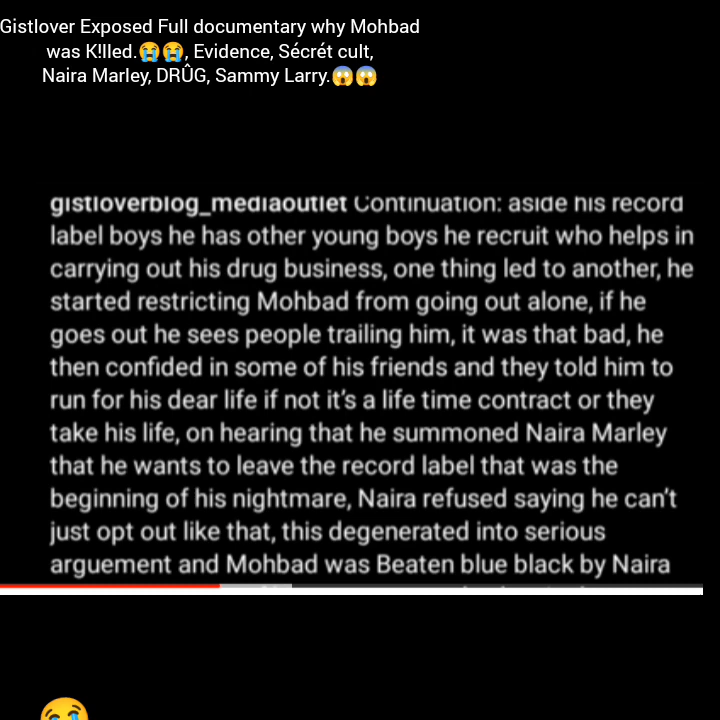 Gistlover Exposed Full documentary why Mohbad
was K!lled.😭😭, Evidence, Sécrét cult,
Naira Marley, DRÛG, Sammy Larry.😱😱
gistloverblog_mediaoutlet Continuation: aside his record
label boys he has other young boys he recruit who helps in
carrying out his drug business, one thing led to another, he
started restricting Mohbad from going out alone, if he
goes out he sees people trailing him, it was that bad, he
then confided in some of his friends and they told him to
run for his dear life if not it's a life time contract or they
take his life, on hearing that he summoned Naira Marley
that he wants to leave the record label that was the
beginning of his nightmare, Naira refused saying he can't
just opt out like that, this degenerated into serious
arguement and Mohbad was Beaten blue black by Naira